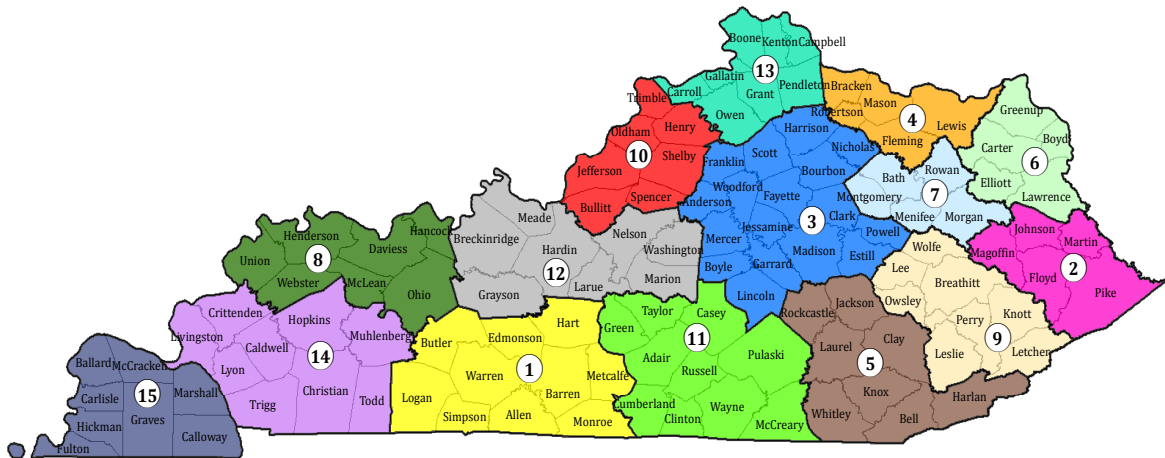 Boone
Kenton
Campbell
Gallatin
13
Carroll
Grant
Pendleton
Owen
Trimble
Henry
Oldham
10
Shelby
Jefferson
Spencer
Bullitt
Bracken
Mason
Robertson
4
Lewis
Fleming
Greenup
Boyd
Carter
6
Elliott
Lawrence
Harrison
Nicholas
Scott
Franklin
Bourbon
Woodford
Fayette
Anderson
3
Clark
Jessamine
Powell
Mercer
Madison
Estill
Boyle
Garrard
Lincoln
Rowan
Bath
7
Montgomery
Menifee
Morgan
Johnson
Martin
Magoffin
2
Floyd
Pike
Wolfe
Lee
Breathitt
Owsley
Perry
Knott
9
Leslie
Letcher
Hancock
Henderson
Daviess
Union
8
Webster
McLean
Ohio
Meade
Breckinridge
Nelson
Hardin
Washington
12
Marion
Larue
Grayson
Crittenden
Hopkins
Livingston
Muhlenberg
Caldwell
14
Lyon
Christian
Trigg
Todd
Hart
Butler
Edmonson
Warren
1
Metcalfe
Logan
Barren
Simpson
Allen
Monroe
Taylor
Casey
Green
11
Adair
Pulaski
Russell
Cumberland
Wayne
Clinton
McCreary
Jackson
Rockcastle
Laurel
Clay
5
Knox
Harlan
Whitley
Bell
Ballard
McCracken
Carlisle
15
Marshall
Hickman
Graves
Calloway
Fulton